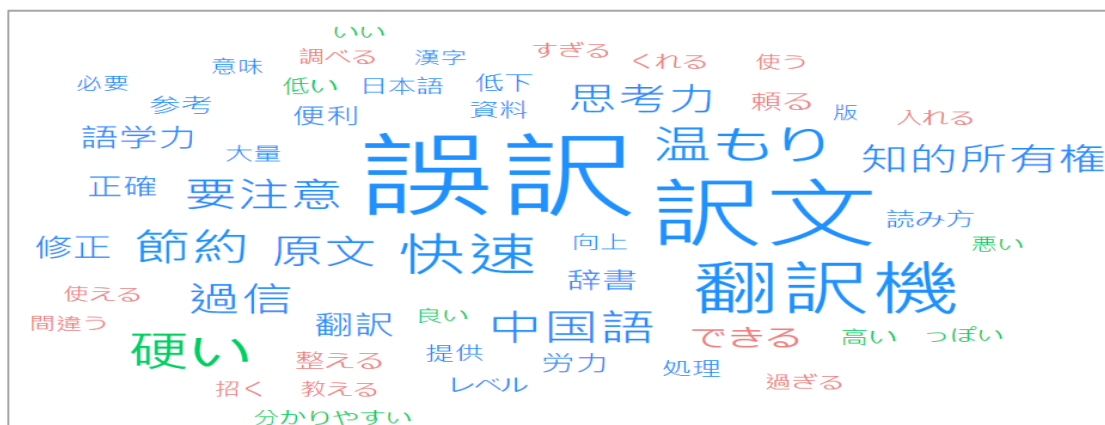 いい
調べる 漢字 すぎる くれる 使う
意味
必要 参考 低い 日本語 低下 資料 思考力 頼る 版 入れる
便利
語学力 大量 誤訳 温もり 知的所有権
正確 要注意 訳文 読み方
修正 節約 原文 快速 向上 悪い
辞書 翻訳機
使える 過信
間違う 翻訳 良い 中国語 できる 高い っぽい
硬い 整える 提供 労力 処理
招く 教える レベル 過ぎる
分かりやすい